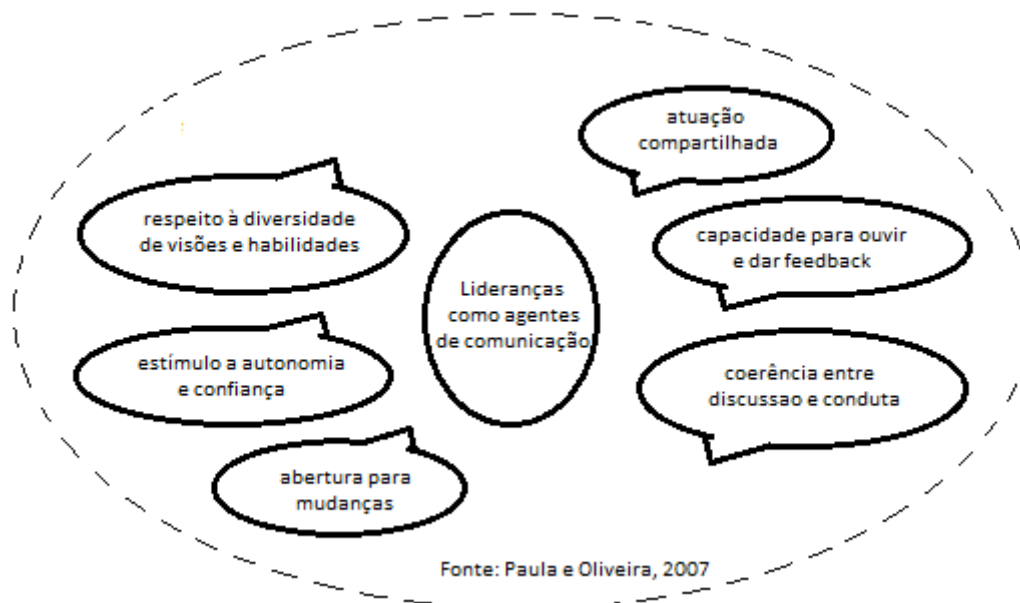 atuação
compartilhada
respeito à diversidade
de visões e habilidades
capacidade para ouvir
e dar feedback
Lideranças
como agentes
de comunicação
estímulo a autonomia
e confiança
coerência entre
discussao e conduta
abertura para
mudanças
Fonte: Paula e Oliveira, 2007